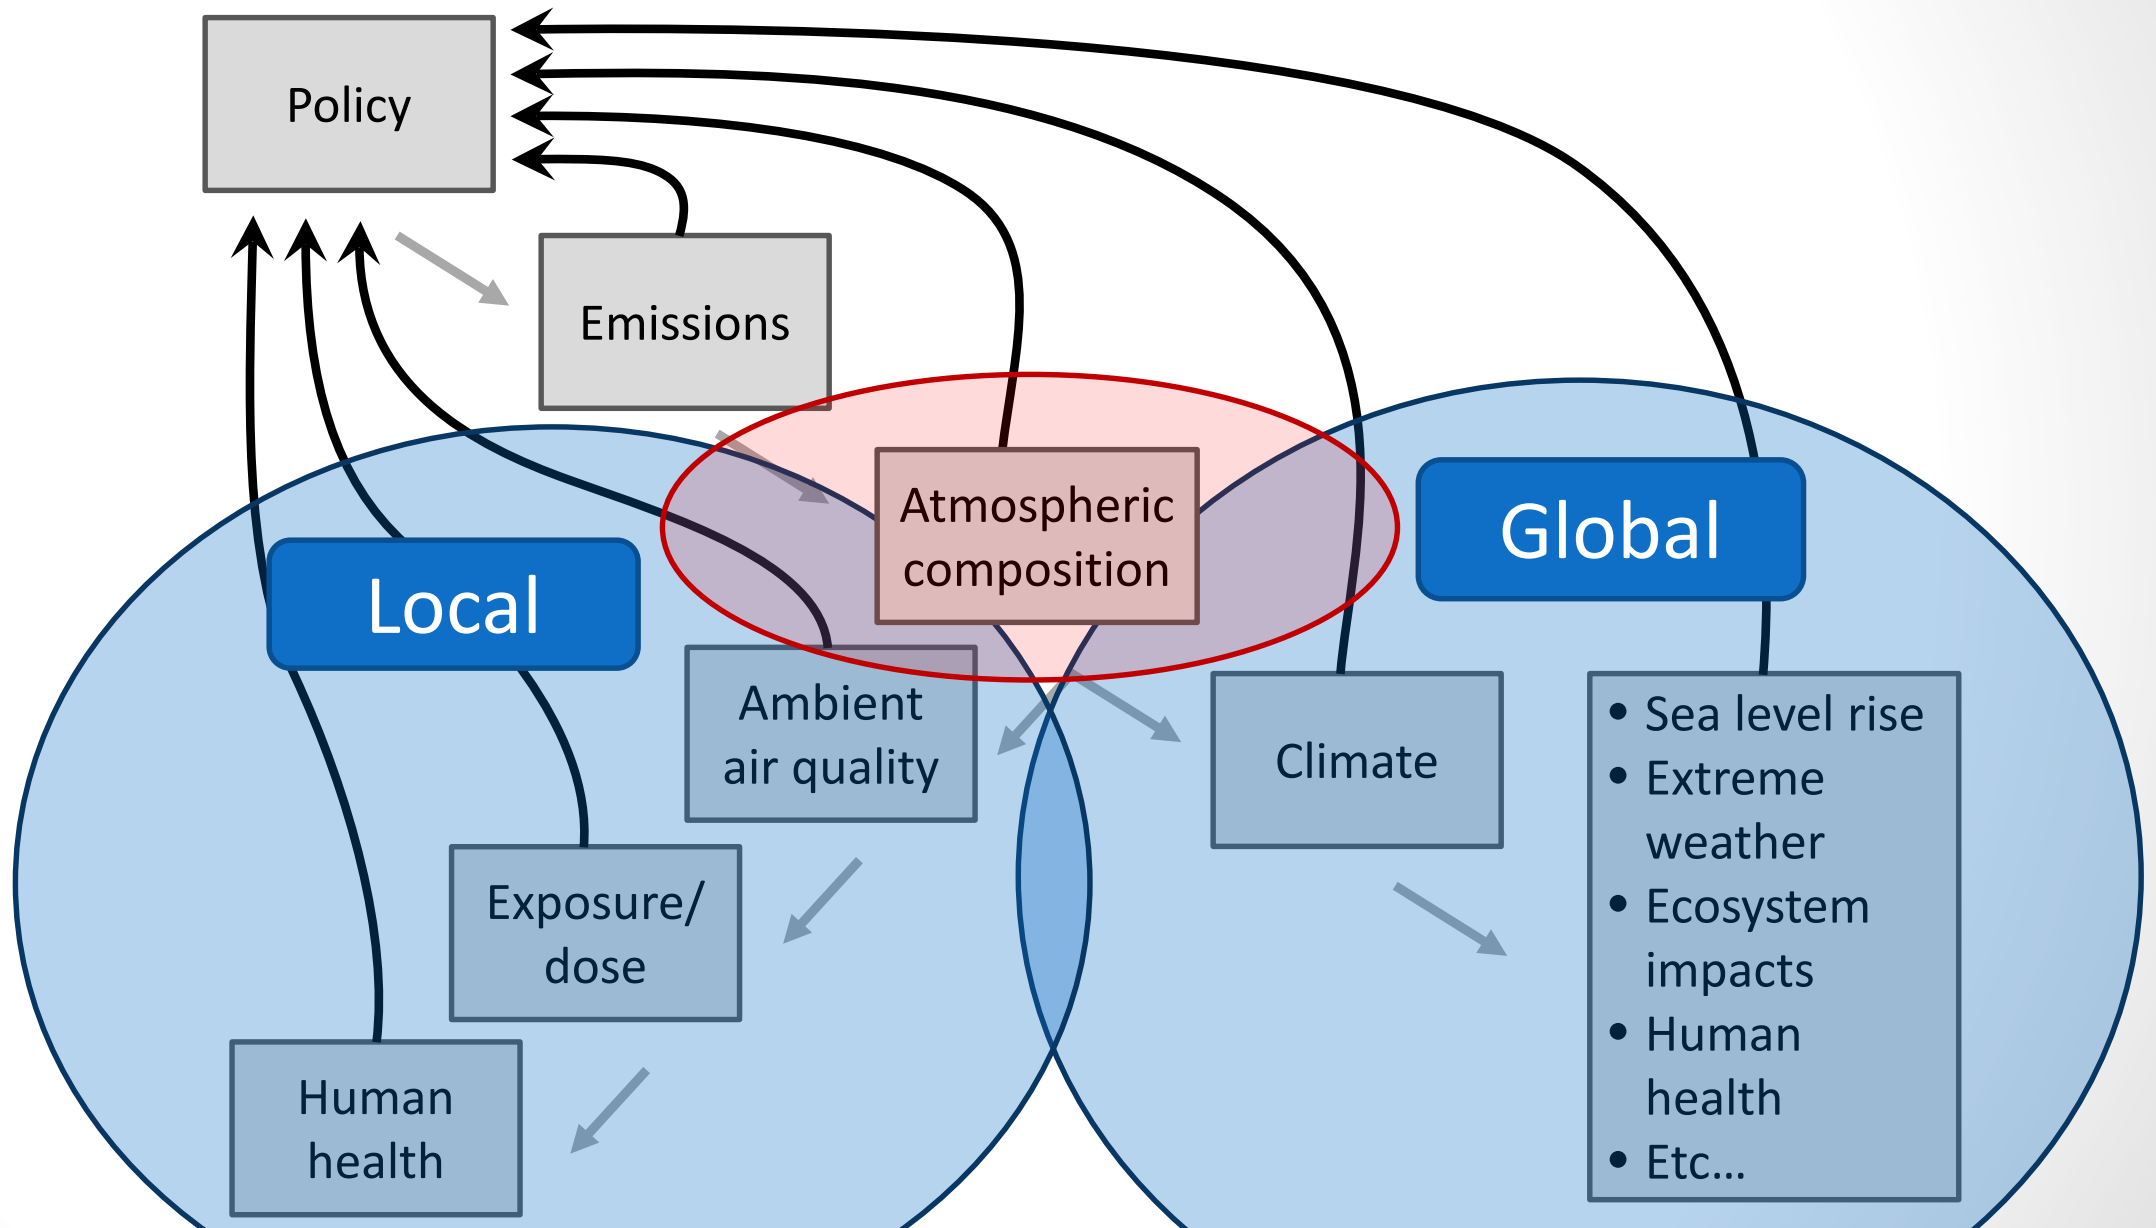 Policy
Emissions
Atmospheric
composition
Global
Local
Ambient
air quality
Climate
• Sea level rise
• Extreme
weather
• Ecosystem
impacts
• Human
health
• Etc...
Exposure/
dose
Human
health